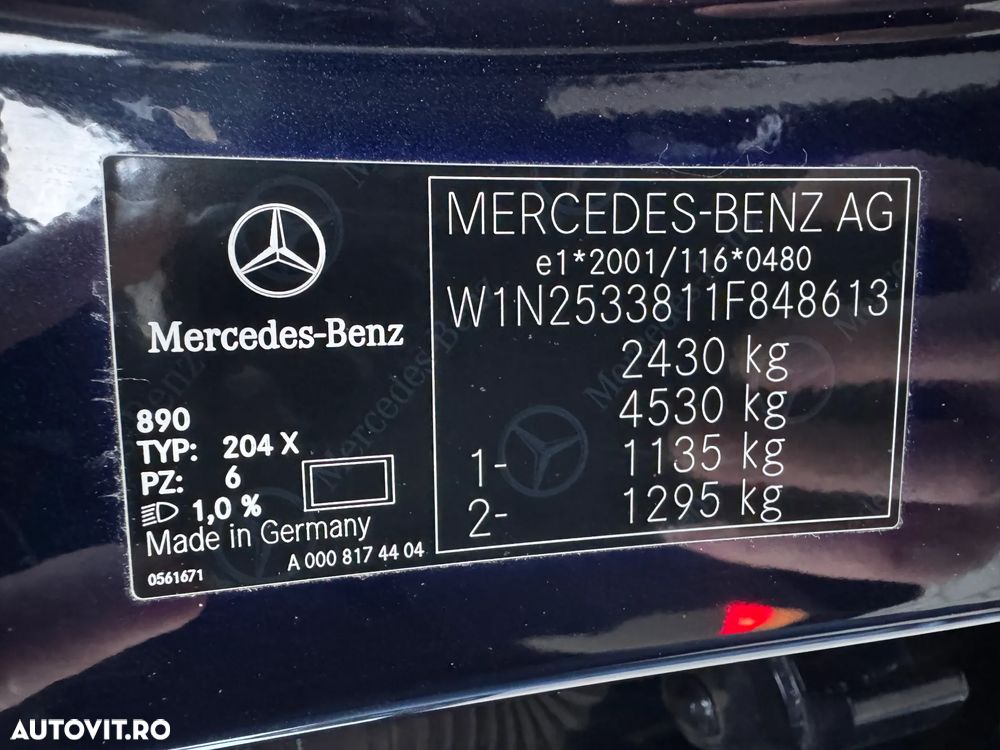 Mercedes-Benz
890
TYP: 204 X
PZ: 6
1,0 %
Made in Germany
A 000 817 44 04
0561671
MERCEDES-BENZ AG
e1*2001/116*0480
W1N2533811F848613
2430 kg
4530 kg
1- 1135 kg
2- 1295 kg
AUTOVIT.RO